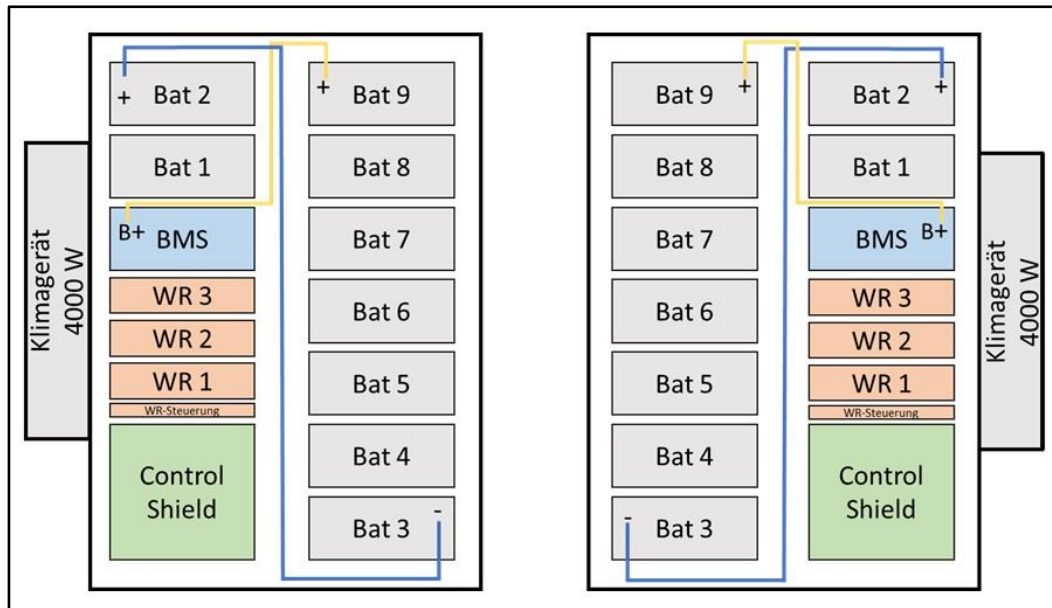 Klimagerät
4000 W
+
Bat 2
Bat 1
B+
BMS
WR 3
WR 2
WR 1
WR-Steuerung
Control
Shield
+
Bat 9
Bat 8
Bat 7
Bat 6
Bat 5
Bat 4
Bat 3
-
Bat 9
+
Bat 8
Bat 7
Bat 6
Bat 5
Bat 4
-
Bat 3
Bat 2
+
Bat 1
BMS
B+
WR 3
WR 2
WR 1
WR-Steuerung
Control
Shield
Klimagerät
4000 W